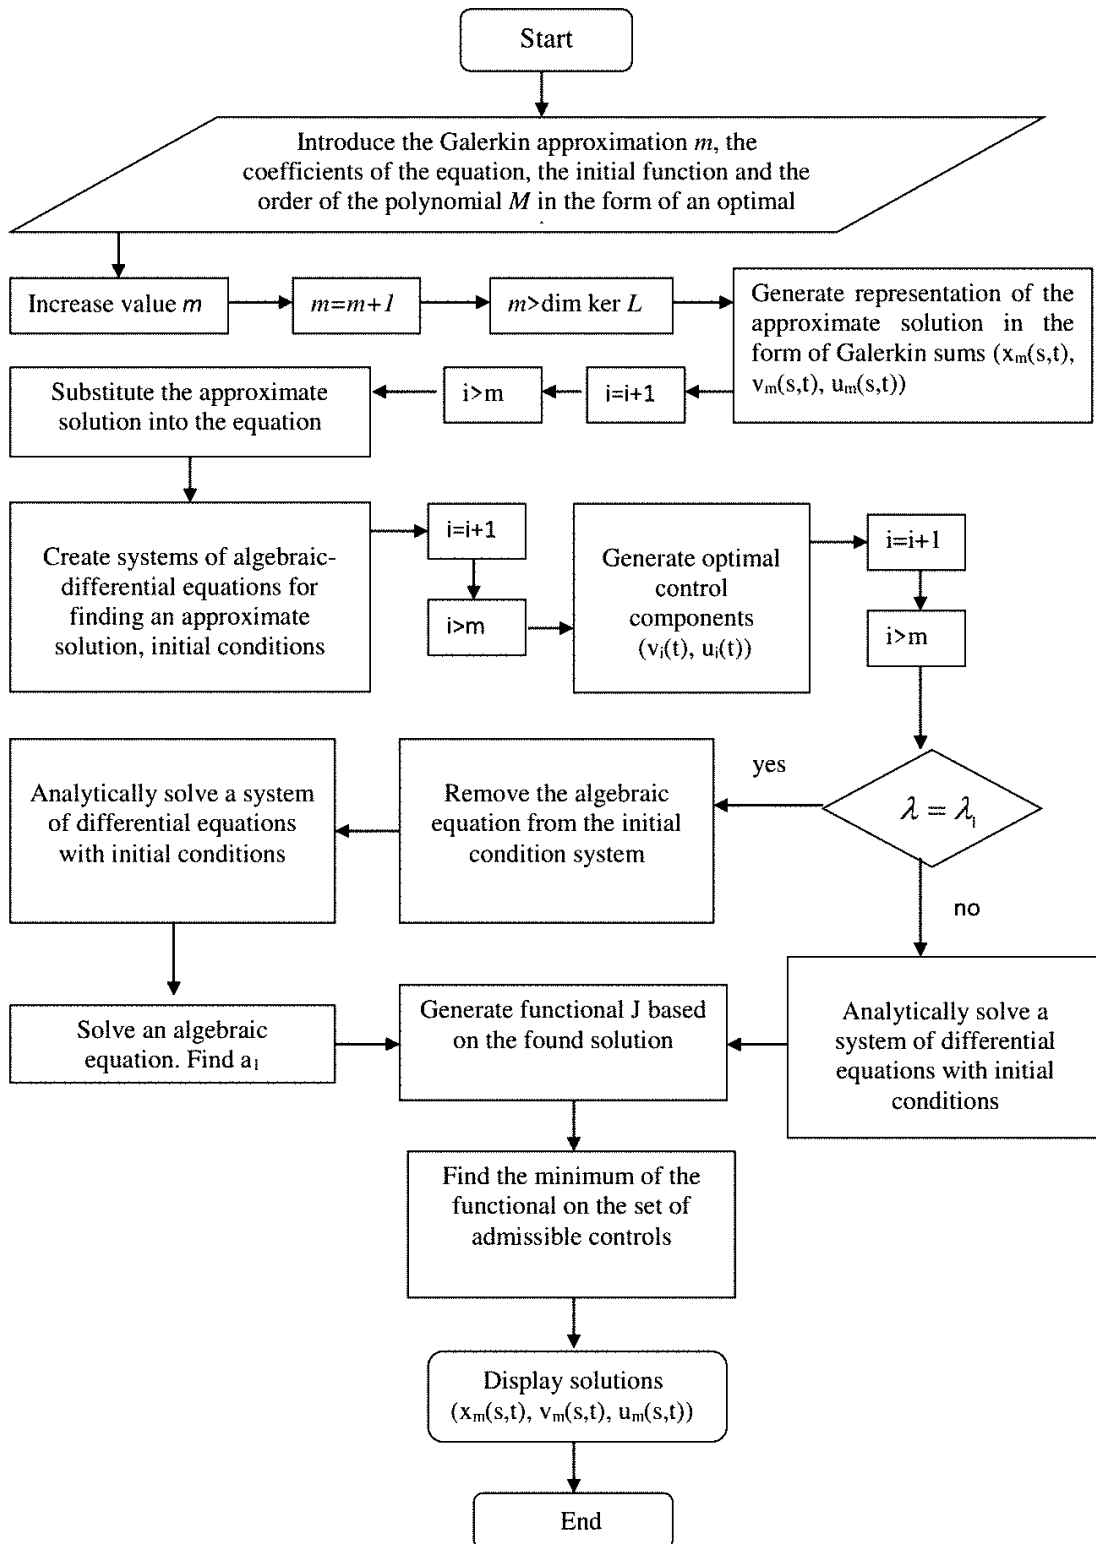 Start
Introduce the Galerkin approximation m, the
coefficients of the equation, the initial function and the
order of the polynomial M in the form of an optimal
Increase value m
m=m+1
m>dim ker L
Generate representation of the
approximate solution in the
form of Galerkin sums (xₘ(s,t),
vₘ(s,t), uₘ(s,t))
i=i+1
i>m
Substitute the approximate
solution into the equation
Create systems of algebraic-
differential equations for
finding an approximate
solution, initial conditions
i=i+1
i>m
Generate optimal
control
components
(vᵢ(t), uᵢ(t))
i=i+1
i>m
λ = λ₁
yes
no
Remove the algebraic
equation from the initial
condition system
Analytically solve a system
of differential equations
with initial conditions
Solve an algebraic
equation. Find a₁
Generate functional J based
on the found solution
Analytically solve a
system of differential
equations with initial
conditions
Find the minimum of the
functional on the set of
admissible controls
Display solutions
(xₘ(s,t), vₘ(s,t), uₘ(s,t))
End